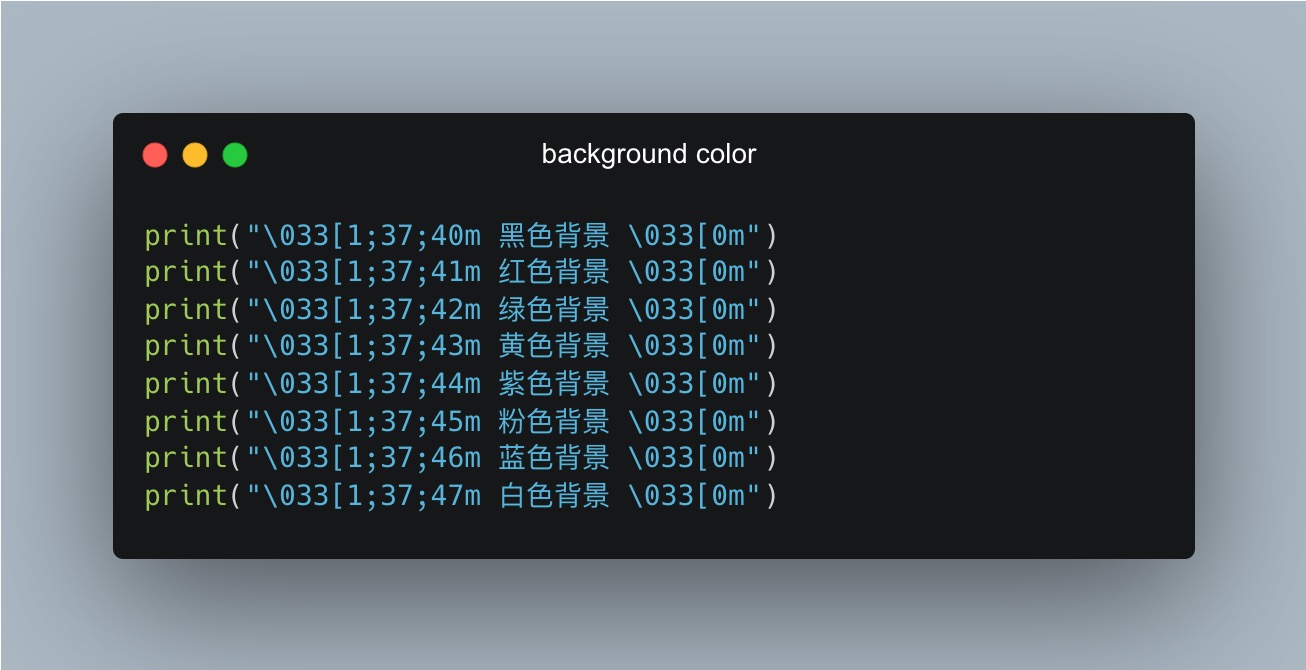 background color
print("\033[1;37;40m 黑色背景 \033[0m")
print("\033[1;37;41m 红色背景 \033[0m")
print("\033[1;37;42m 绿色背景 \033[0m")
print("\033[1;37;43m 黄色背景 \033[0m")
print("\033[1;37;44m 紫色背景 \033[0m")
print("\033[1;37;45m 粉色背景 \033[0m")
print("\033[1;37;46m 蓝色背景 \033[0m")
print("\033[1;37;47m 白色背景 \033[0m")